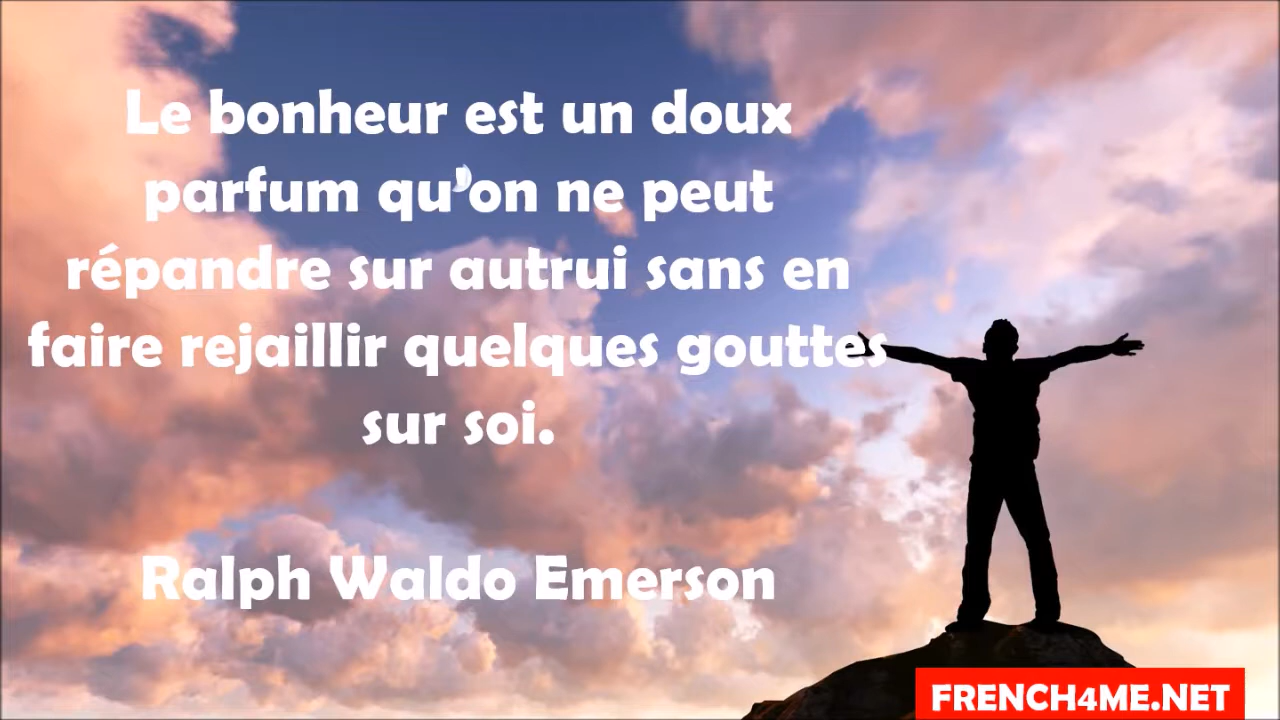 Le bonheur est un doux
parfum qu’on ne peut
répandre sur autrui sans en
faire rejaillir quelques gouttes
sur soi.
Ralph Waldo Emerson
FRENCH4ME.NET